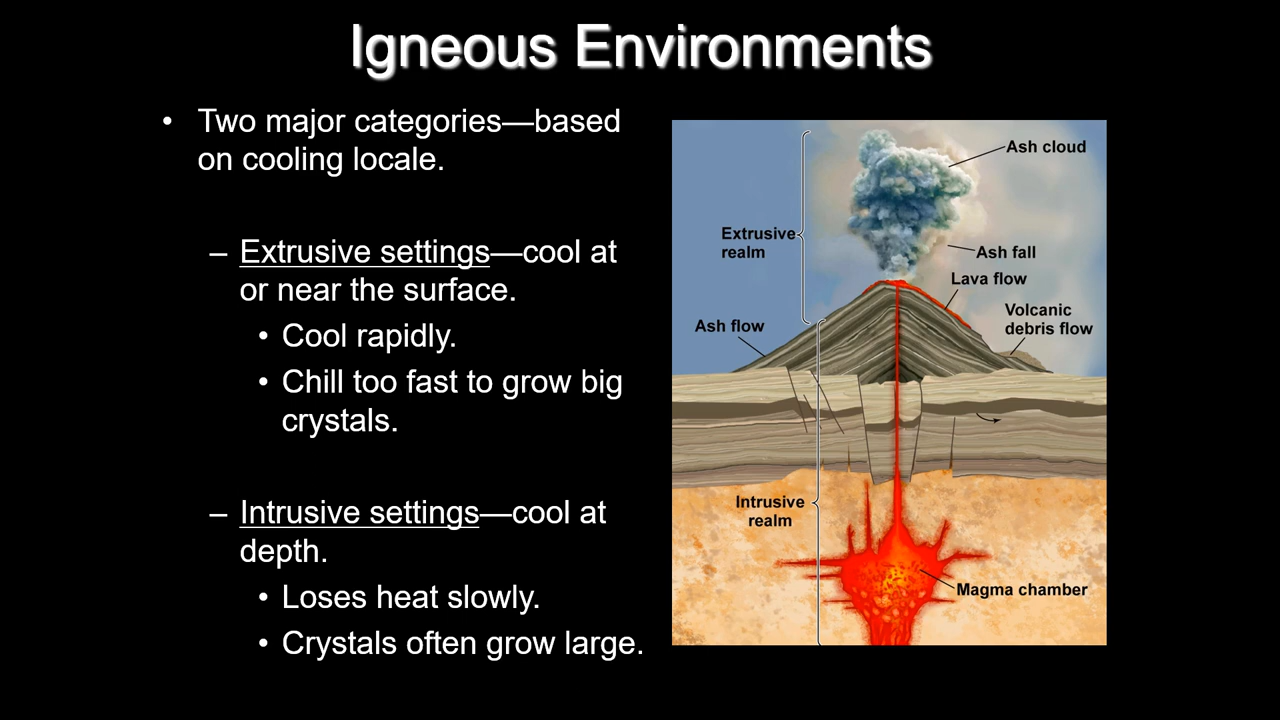 Igneous Environments
• Two major categories—based
on cooling locale.
– Extrusive settings—cool at
or near the surface.
• Cool rapidly.
• Chill too fast to grow big
crystals.
– Intrusive settings—cool at
depth.
• Loses heat slowly.
• Crystals often grow large.
Ash cloud
Extrusive
realm
Ash fall
Lava flow
Volcanic
debris flow
Ash flow
Intrusive
realm
Magma chamber